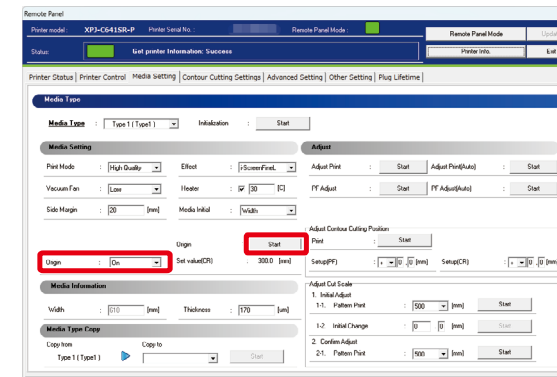 Remote Panel
Printer model : XPJ-C641SR-P Printer Serial No. : Remote Panel Mode : Remote Panel Mode
Status: Get printer Information: Success Printer Info. Exit
Printer Status Printer Control Media Setting Contour Cutting Settings Advanced Setting Other Setting Plug Lifetime
Media Type
Media Type : Type 1 ( Type1 ) Initialization : Start
Media Setting Adjust
Print Mode : High Quality Effect : Adjust Print : Start Adjust Print(Auto) : Start
Vacuum Fan : Low Heater : 30 [C] PF Adjust : Start PF Adjust(Auto) : Start
Side Margin : 20 [mm] Media Initial : Width
Adjust Contour Cutting Position
Origin Start Print : Start
Origin : On Set value(CR) : 300.0 [mm] Setup(PF) : + 0 . 0 [mm] Setup(CR) : + 0 . 0 [mm]
Media Information Adjust Cut Scale
1. Initial Adjust
Width : 610 [mm] Thickness : 170 [um] 1-1. Pattern Print : 500 [mm] Start
Media Type Copy 1-2 Initial Change : 0 . 0 [mm] Start
Copy from Copy to 2. Confirm Adjust
Type 1 ( Type1 ) Start 2-1. Pattern Print : 500 [mm] Start